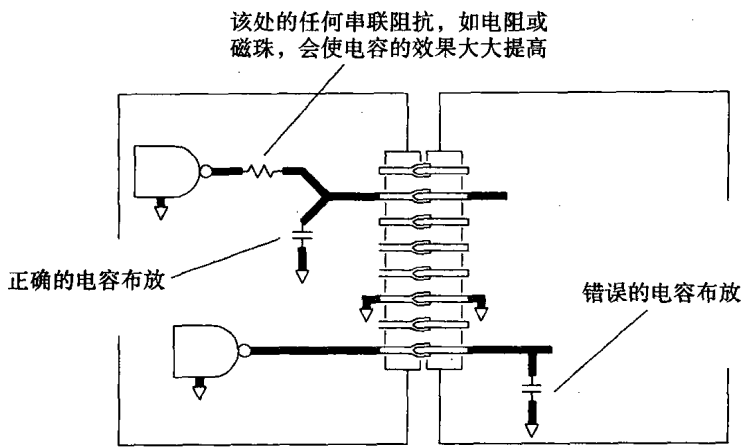 该处的任何串联阻抗，如电阻或
磁珠，会使电容的效果大大提高
正确的电容布放
错误的电容布放